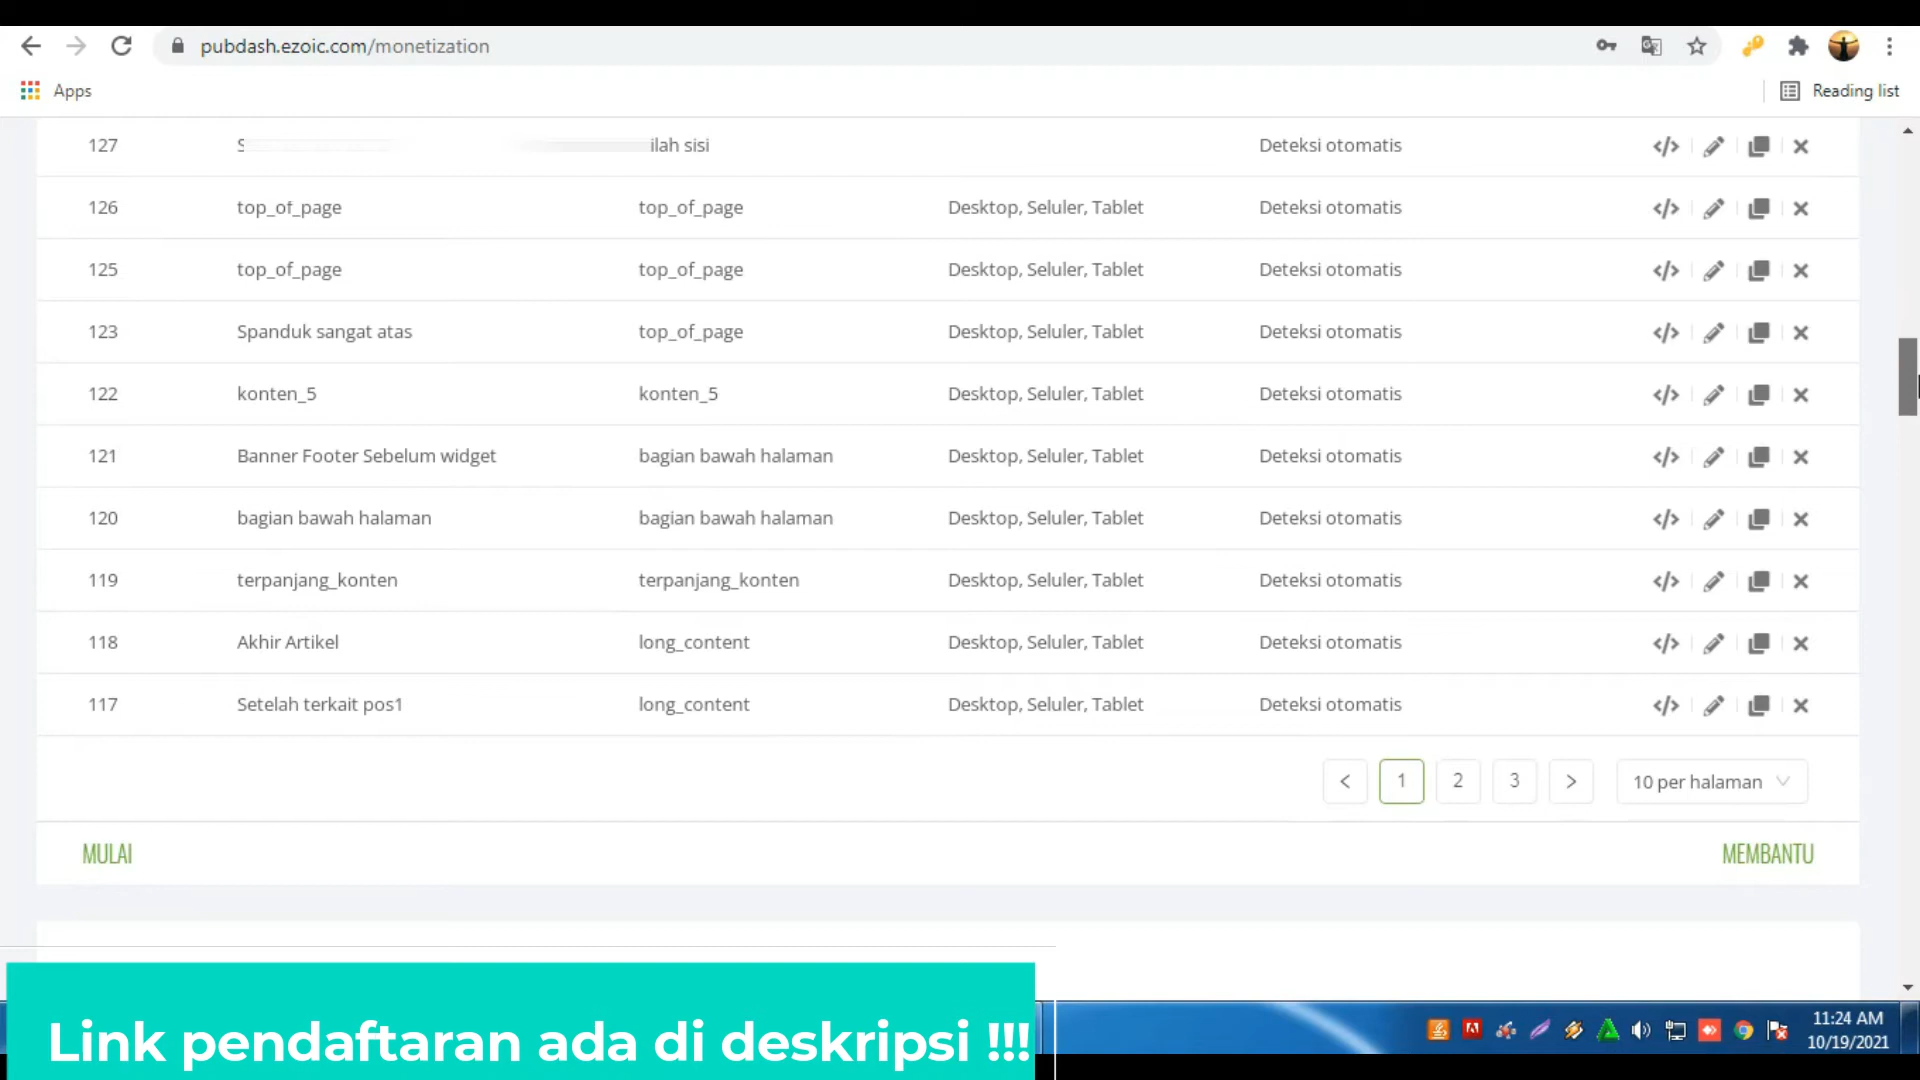 pubdash.ezoic.com/monetization
Apps
Reading list
127 S ilah sisi Deteksi otomatis
126 top_of_page top_of_page Desktop, Seluler, Tablet Deteksi otomatis
125 top_of_page top_of_page Desktop, Seluler, Tablet Deteksi otomatis
123 Spanduk sangat atas top_of_page Desktop, Seluler, Tablet Deteksi otomatis
122 konten_5 konten_5 Desktop, Seluler, Tablet Deteksi otomatis
121 Banner Footer Sebelum widget bagian bawah halaman Desktop, Seluler, Tablet Deteksi otomatis
120 bagian bawah halaman bagian bawah halaman Desktop, Seluler, Tablet Deteksi otomatis
119 terpanjang_konten terpanjang_konten Desktop, Seluler, Tablet Deteksi otomatis
118 Akhir Artikel long_content Desktop, Seluler, Tablet Deteksi otomatis
117 Setelah terkait pos1 long_content Desktop, Seluler, Tablet Deteksi otomatis
< 1 2 3 > 10 per halaman
MULAI MEMBANTU
Link pendaftaran ada di deskripsi !!!
11:24 AM
10/19/2021